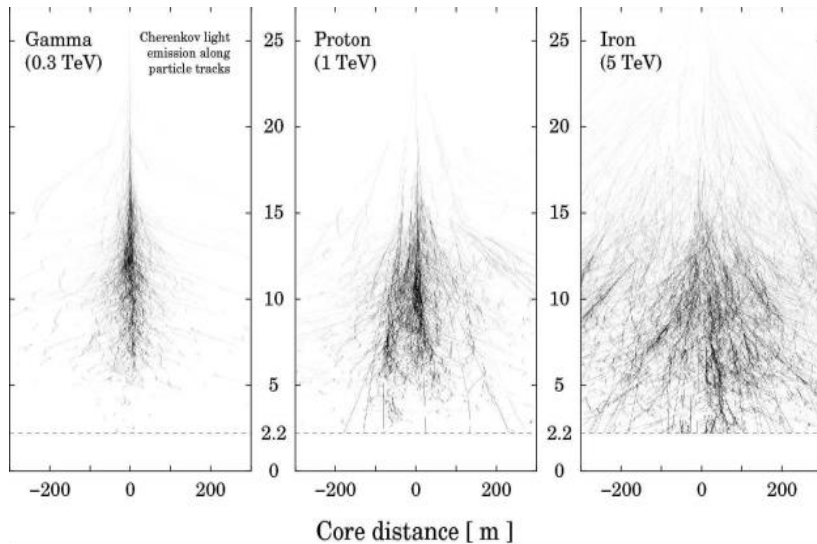 Gamma
(0.3 TeV)
Cherenkov light
emission along
particle tracks
Proton
(1 TeV)
Iron
(5 TeV)
25
20
15
10
5
2.2
0
25
20
15
10
5
2.2
0
−200 0 200
−200 0 200
−200 0 200
Core distance [ m ]